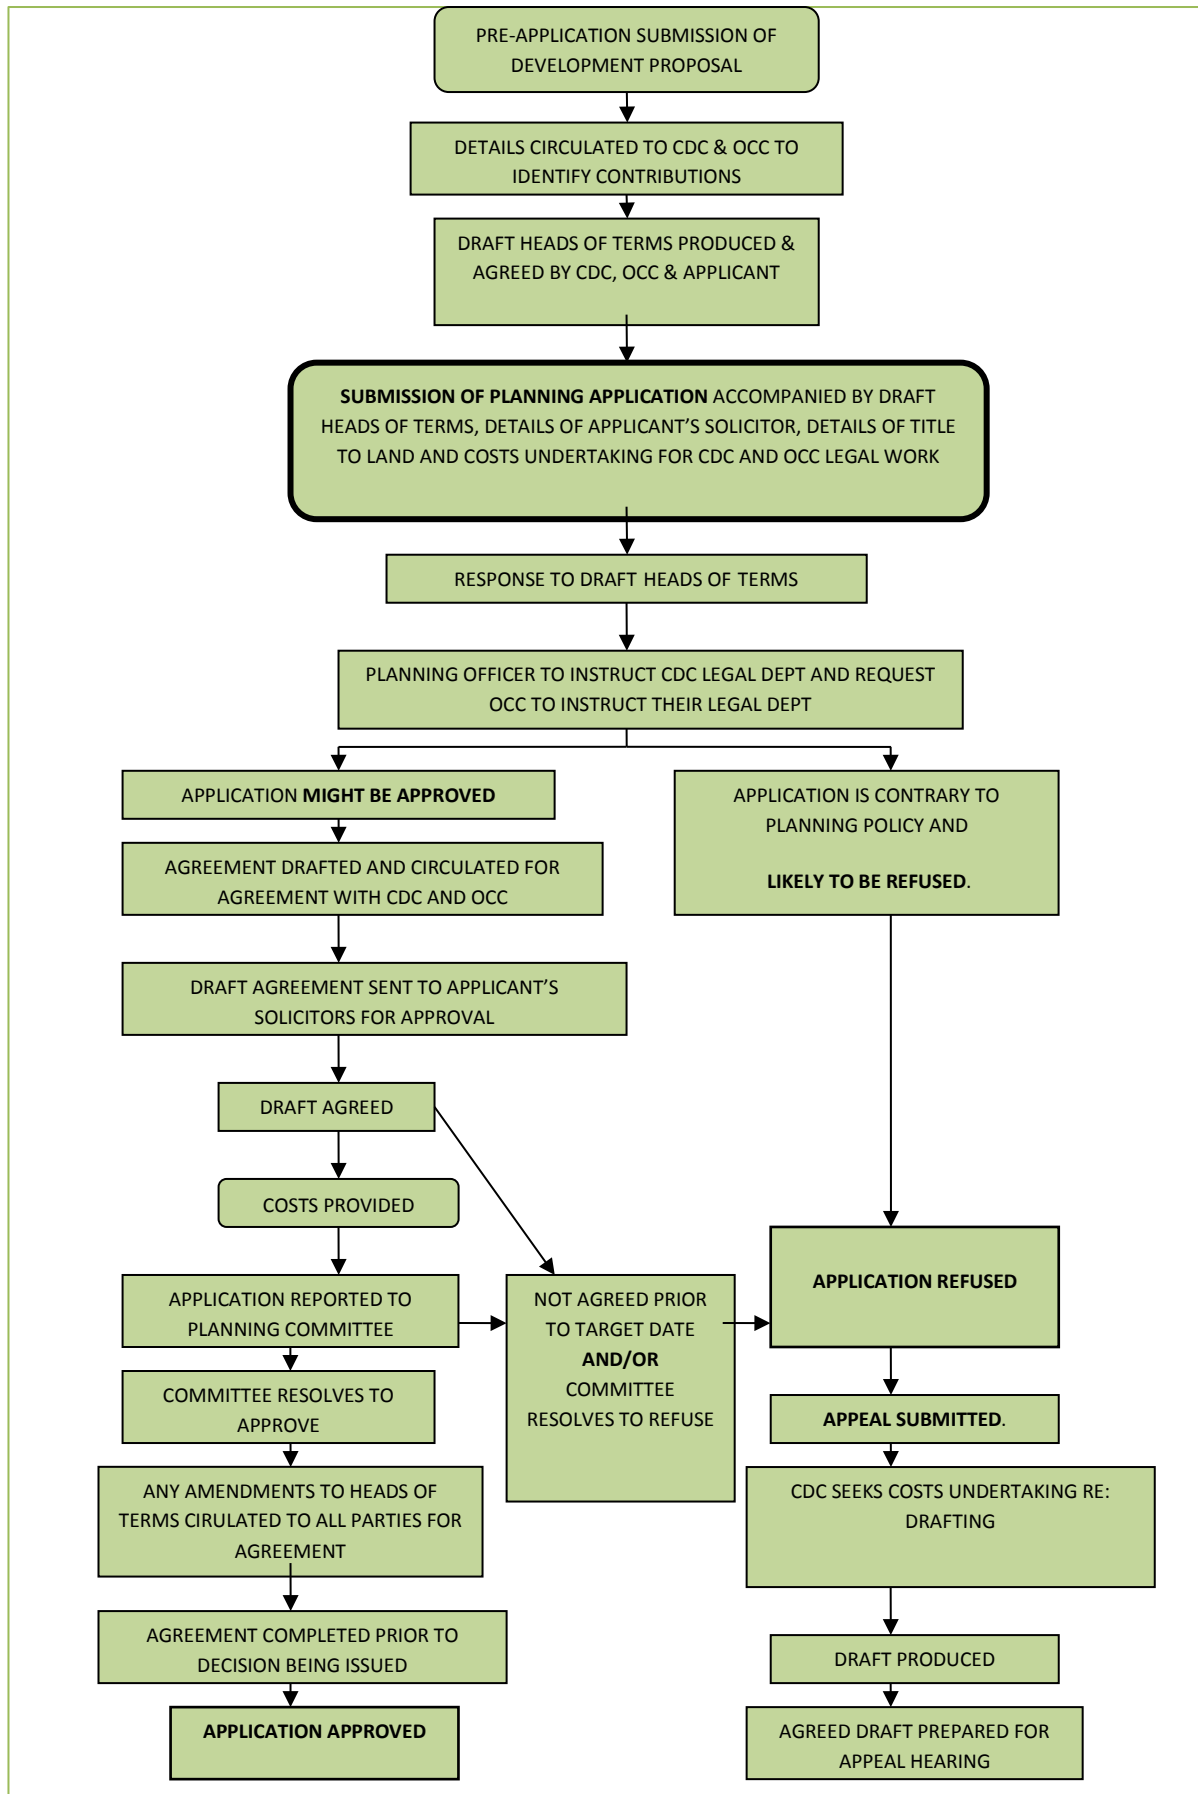 PRE-APPLICATION SUBMISSION OF
DEVELOPMENT PROPOSAL
DETAILS CIRCULATED TO CDC & OCC TO
IDENTIFY CONTRIBUTIONS
DRAFT HEADS OF TERMS PRODUCED &
AGREED BY CDC, OCC & APPLICANT
SUBMISSION OF PLANNING APPLICATION ACCOMPANIED BY DRAFT
HEADS OF TERMS, DETAILS OF APPLICANT’S SOLICITOR, DETAILS OF TITLE
TO LAND AND COSTS UNDERTAKING FOR CDC AND OCC LEGAL WORK
RESPONSE TO DRAFT HEADS OF TERMS
PLANNING OFFICER TO INSTRUCT CDC LEGAL DEPT AND REQUEST
OCC TO INSTRUCT THEIR LEGAL DEPT
APPLICATION MIGHT BE APPROVED
AGREEMENT DRAFTED AND CIRCULATED FOR
AGREEMENT WITH CDC AND OCC
DRAFT AGREEMENT SENT TO APPLICANT’S
SOLICITORS FOR APPROVAL
DRAFT AGREED
COSTS PROVIDED
APPLICATION REPORTED TO
PLANNING COMMITTEE
COMMITTEE RESOLVES TO
APPROVE
ANY AMENDMENTS TO HEADS OF
TERMS CIRULATED TO ALL PARTIES FOR
AGREEMENT
AGREEMENT COMPLETED PRIOR TO
DECISION BEING ISSUED
APPLICATION APPROVED
NOT AGREED PRIOR
TO TARGET DATE
AND/OR
COMMITTEE
RESOLVES TO REFUSE
APPLICATION IS CONTRARY TO
PLANNING POLICY AND
LIKELY TO BE REFUSED.
APPLICATION REFUSED
APPEAL SUBMITTED.
CDC SEEKS COSTS UNDERTAKING RE:
DRAFTING
DRAFT PRODUCED
AGREED DRAFT PREPARED FOR
APPEAL HEARING